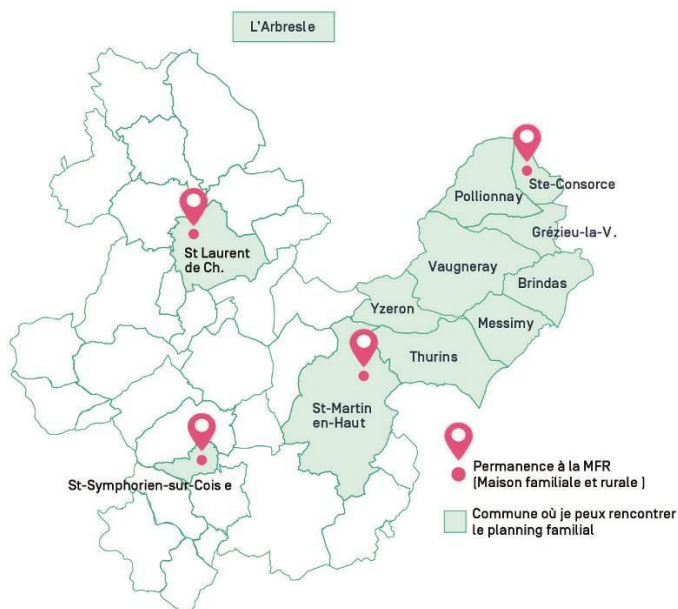 L'Arbresle
Ste-Consorce
Pollionnay
Grézieu-la-V.
St Laurent
de Ch.
Vaugneray
Brindas
Yzeron
Messimy
Thurins
St-Martin
en-Haut
St-Symphorien-sur-Cois e
Permanence à la MFR
(Maison familiale et rurale )
Commune où je peux rencontrer
le planning familial